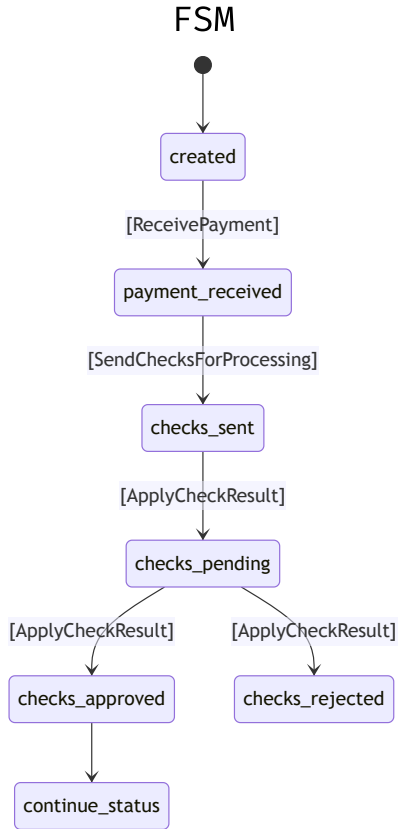 FSM
created
[ReceivePayment]
payment_received
[SendChecksForProcessing]
checks_sent
[ApplyCheckResult]
checks_pending
[ApplyCheckResult]
[ApplyCheckResult]
checks_approved
checks_rejected
continue_status